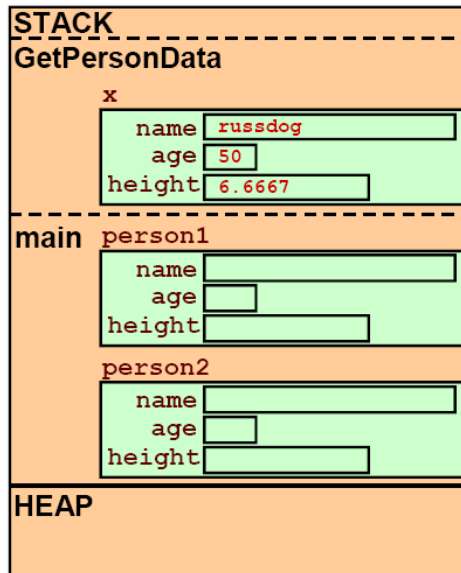 STACK
GetPersonData
x
name russdog
age 50
height 6.6667
main person1
name
age
height
person2
name
age
height
HEAP